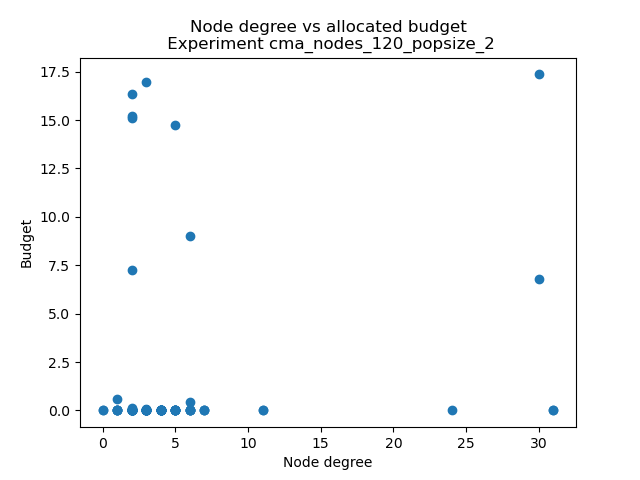 Node degree vs allocated budget
Experiment cma_nodes_120_popsize_2
17.5
15.0
12.5
10.0
7.5
5.0
2.5
0.0
Budget
0 5 10 15 20 25 30
Node degree